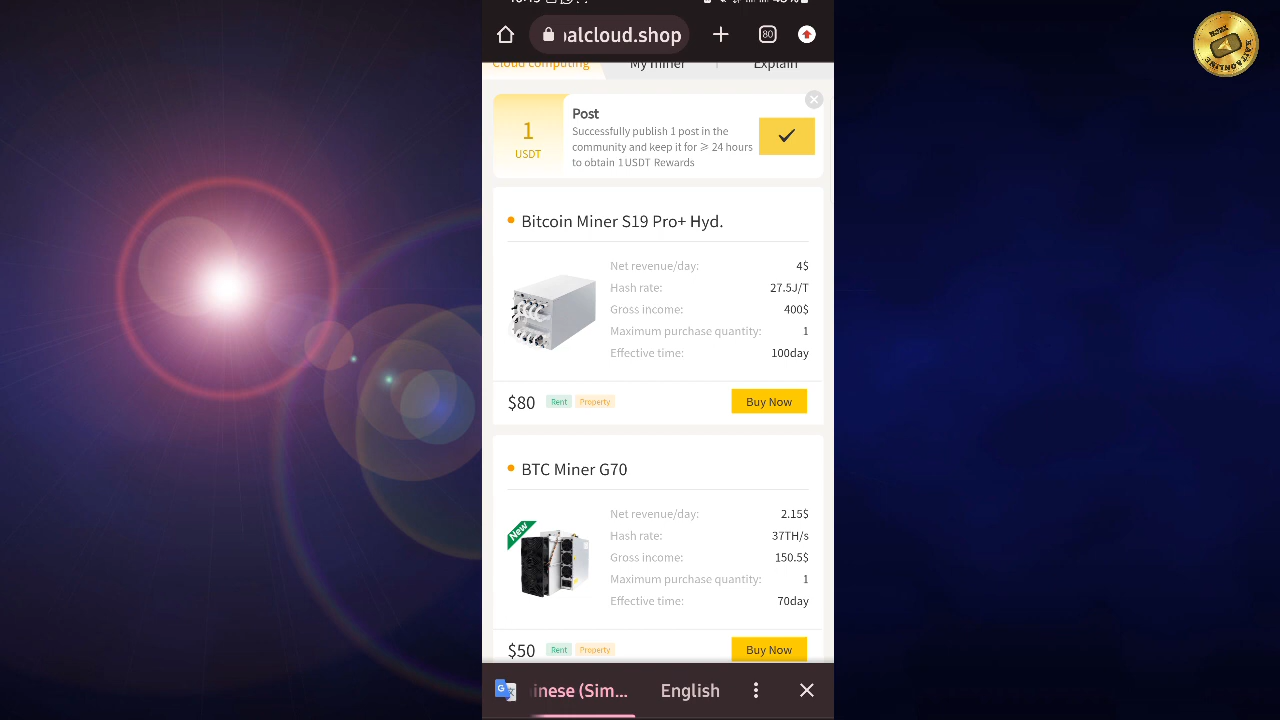 balcloud.shop
80
Cloud computing
My miner
Explain
1
USDT
Post
Successfully publish 1 post in the
community and keep it for ⩾ 24 hours
to obtain 1USDT Rewards
Bitcoin Miner S19 Pro+ Hyd.
Net revenue/day: 4$
Hash rate: 27.5J/T
Gross income: 400$
Maximum purchase quantity: 1
Effective time: 100day
$80 Rent Property Buy Now
BTC Miner G70
New
Net revenue/day: 2.15$
Hash rate: 37TH/s
Gross income: 150.5$
Maximum purchase quantity: 1
Effective time: 70day
$50 Rent Property Buy Now
inese (Sim... English